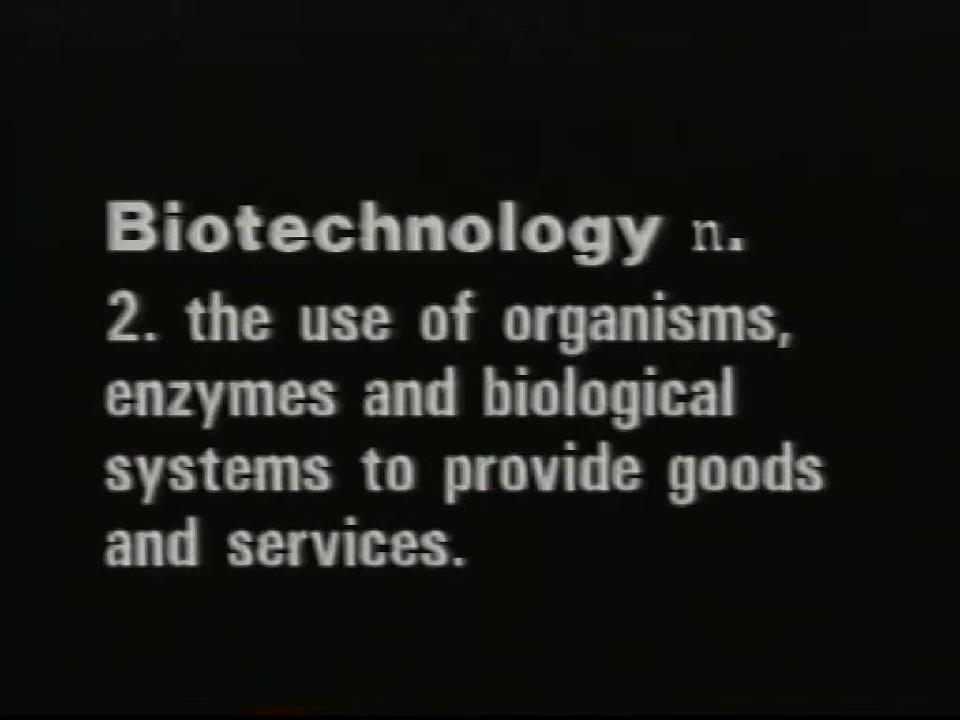 Biotechnology n.
2. the use of organisms,
enzymes and biological
systems to provide goods
and services.